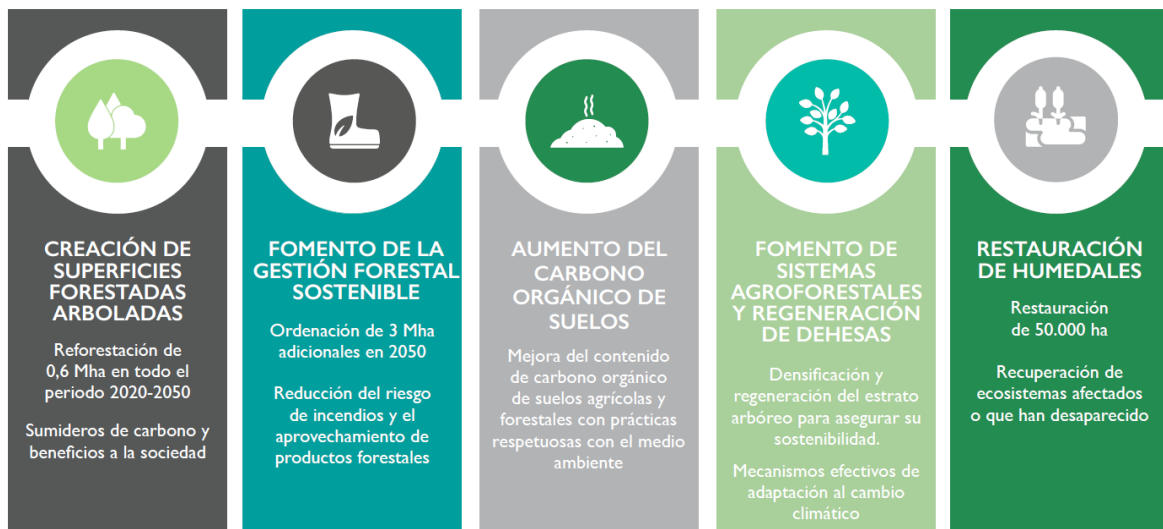 CREACIÓN DE
SUPERFICIES
FORESTADAS
ARBOLADAS
Reforestación de
0,6 Mha en todo el
periodo 2020-2050
Sumideros de carbono y
beneficios a la sociedad
FOMENTO DE LA
GESTIÓN FORESTAL
SOSTENIBLE
Ordenación de 3 Mha
adicionales en 2050
Reducción del riesgo
de incendios y el
aprovechamiento de
productos forestales
AUMENTO DEL
CARBONO
ORGÁNICO DE
SUELOS
Mejora del contenido
de carbono orgánico
de suelos agrícolas y
forestales con prácticas
respetuosas con el medio
ambiente
FOMENTO DE
SISTEMAS
AGROFORESTALES
Y REGENERACIÓN
DE DEHESAS
Densificación y
regeneración del estrato
arbóreo para asegurar su
sostenibilidad.
Mecanismos efectivos de
adaptación al cambio
climático
RESTAURACIÓN
DE HUMEDALES
Restauración
de 50.000 ha
Recuperación de
ecosistemas afectados
o que han desaparecido